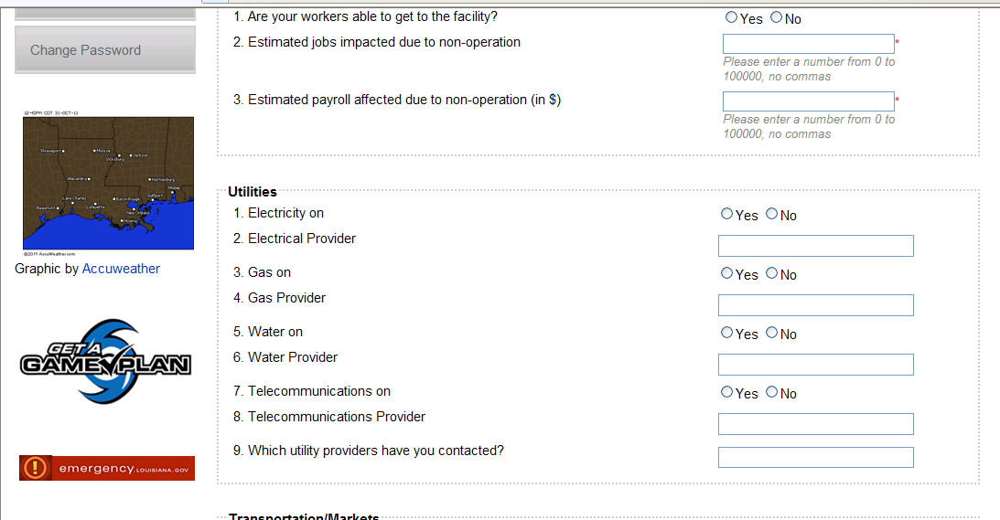 Change Password
12:45PM CDT 31-OCT-11
Shreveport
Monroe
Vicksburg
Jackson
Alexandria
Hattiesburg
Mobile
Lake Charles
Baton Rouge
Gulfport
Beaumont
Lafayette
New Orleans
Houma
©2011 AccuWeather.com
Graphic by Accuweather
GET A
GAME PLAN
! emergency.LOUISIANA.GOV
1. Are your workers able to get to the facility? Yes No
2. Estimated jobs impacted due to non-operation *
Please enter a number from 0 to
100000, no commas
3. Estimated payroll affected due to non-operation (in $) *
Please enter a number from 0 to
100000, no commas
Utilities
1. Electricity on Yes No
2. Electrical Provider
3. Gas on Yes No
4. Gas Provider
5. Water on Yes No
6. Water Provider
7. Telecommunications on Yes No
8. Telecommunications Provider
9. Which utility providers have you contacted?
Transportation/Markets